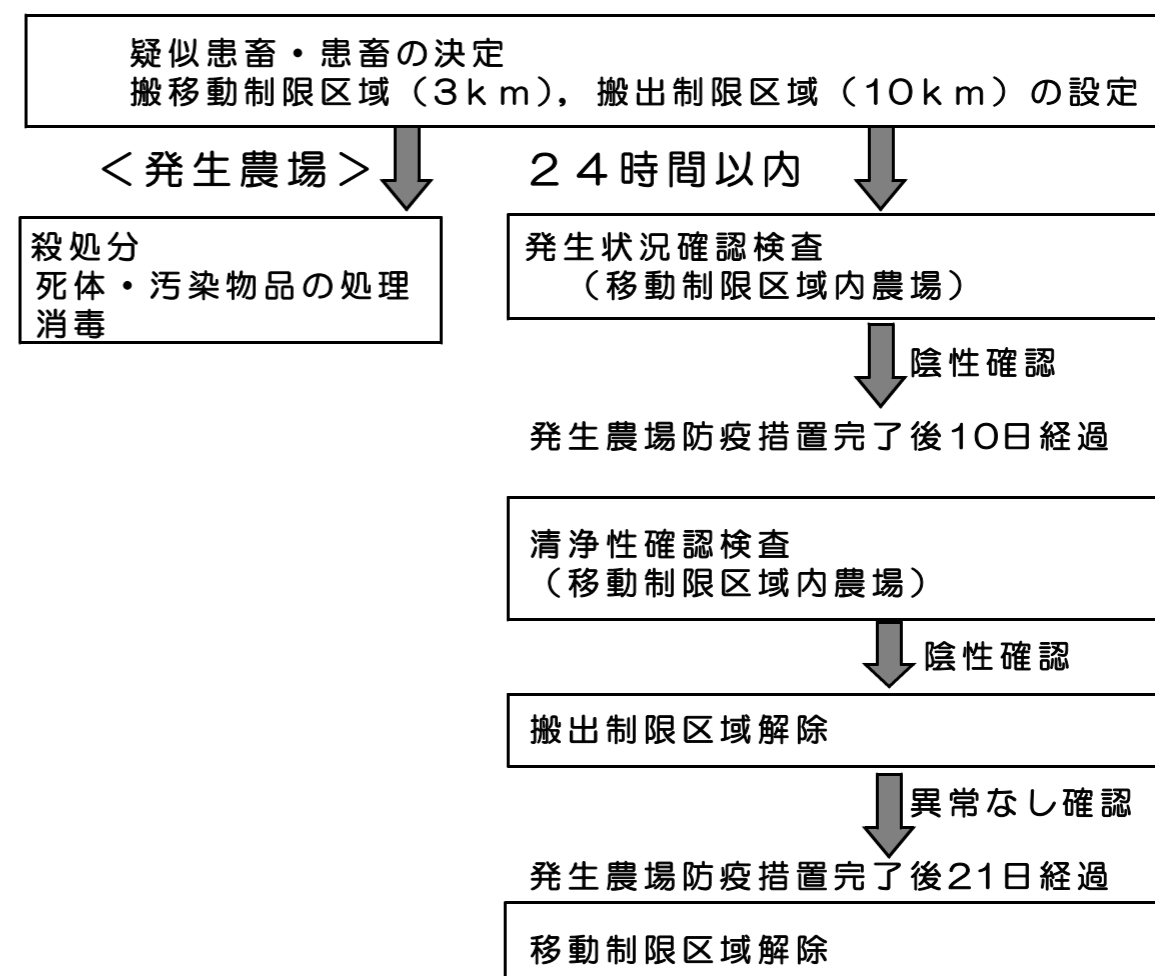 疑似患畜・患畜の決定
搬移動制限区域（３ｋｍ），搬出制限区域（１０ｋｍ）の設定
＜発生農場＞
２４時間以内
殺処分
死体・汚染物品の処理
消毒
発生状況確認検査
（移動制限区域内農場）
陰性確認
発生農場防疫措置完了後10日経過
清浄性確認検査
（移動制限区域内農場）
陰性確認
搬出制限区域解除
異常なし確認
発生農場防疫措置完了後21日経過
移動制限区域解除